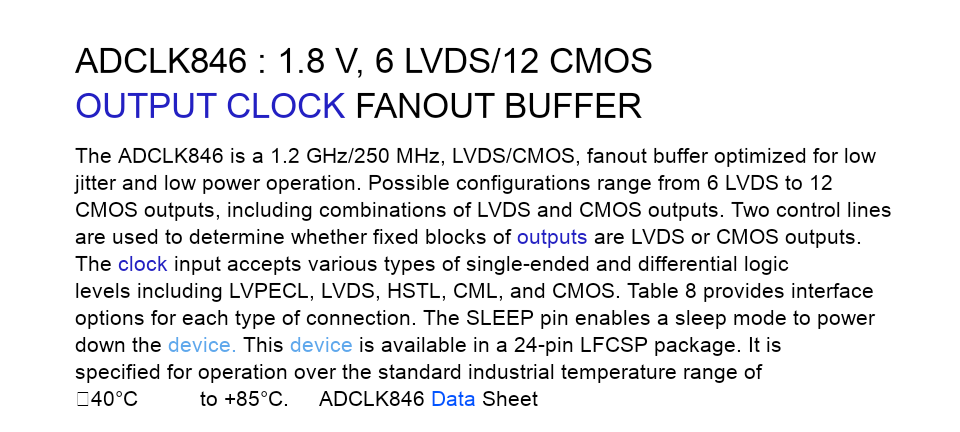 ADCLK846 : 1.8 V, 6 LVDS/12 CMOS
OUTPUT CLOCK FANOUT BUFFER
The ADCLK846 is a 1.2 GHz/250 MHz, LVDS/CMOS, fanout buffer optimized for low
jitter and low power operation. Possible configurations range from 6 LVDS to 12
CMOS outputs, including combinations of LVDS and CMOS outputs. Two control lines
are used to determine whether fixed blocks of outputs are LVDS or CMOS outputs.
The clock input accepts various types of single-ended and differential logic
levels including LVPECL, LVDS, HSTL, CML, and CMOS. Table 8 provides interface
options for each type of connection. The SLEEP pin enables a sleep mode to power
down the device. This device is available in a 24-pin LFCSP package. It is
specified for operation over the standard industrial temperature range of
□40°C to +85°C. ADCLK846 Data Sheet